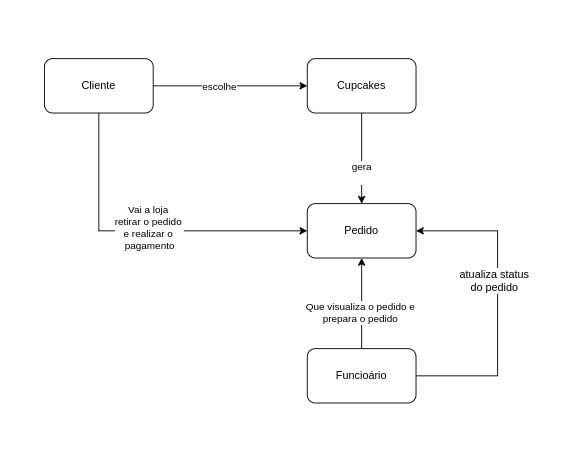 Cliente
escolhe
Cupcakes
gera
Vai a loja
retirar o pedido
e realizar o
pagamento
Pedido
atualiza status
do pedido
Que visualiza o pedido e
prepara o pedido
Funcioário